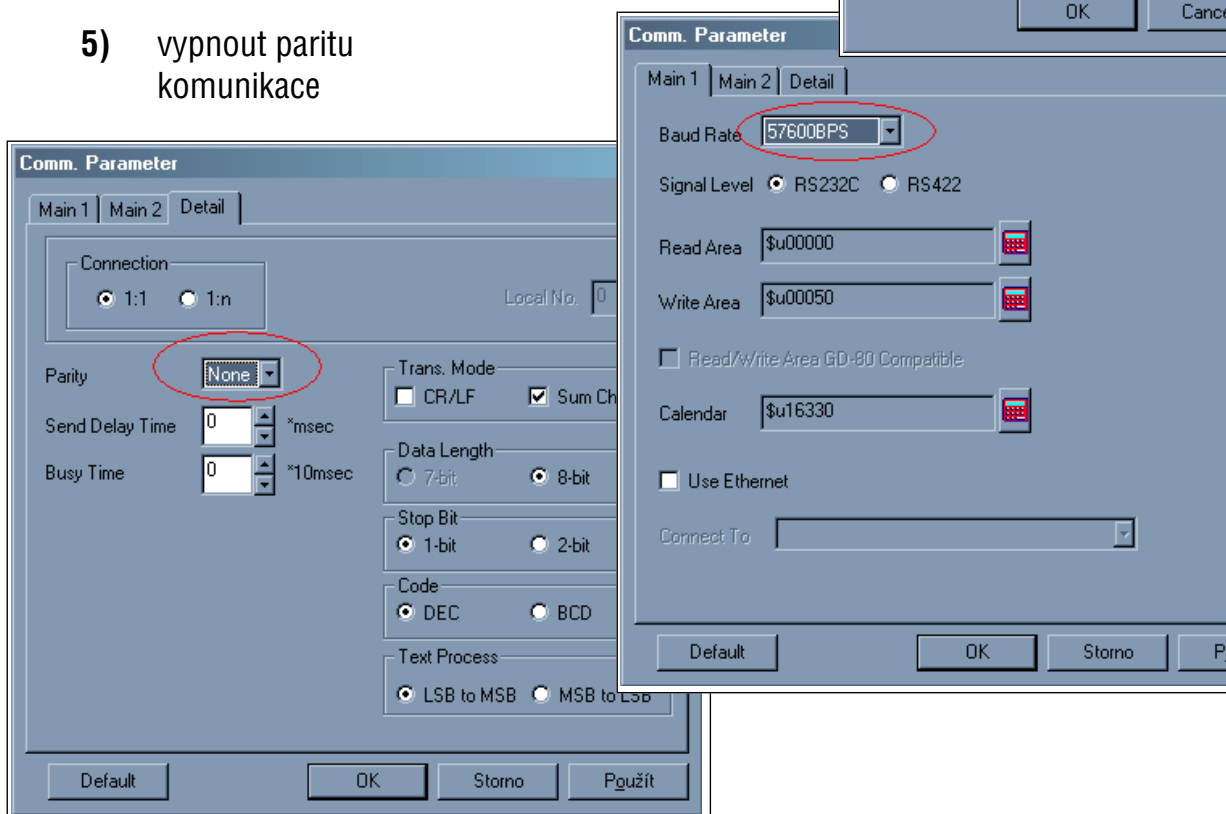 OK Cance
5) vypnout paritu
komunikace
Comm. Parameter
Main 1 Main 2 Detail
Connection
1:1 1:n
Local No. 0
Parity None
Send Delay Time 0 *msec
Busy Time 0 *10msec
Trans. Mode
CR/LF Sum Ch
Data Length
7-bit 8-bit
Stop Bit
1-bit 2-bit
Code
DEC BCD
Text Process
LSB to MSB MSB to LSB
Default OK Storno Použít
Comm. Parameter
Main 1 Main 2 Detail
Baud Rate 57600BPS
Signal Level RS232C RS422
Read Area $u00000
Write Area $u00050
Read/Write Area GD-80 Compatible
Calendar $u16330
Use Ethernet
Connect To
Default OK Storno P